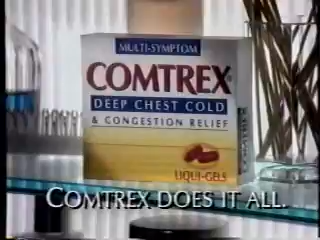 MULTI-SYMPTOM
COMTREX®
DEEP CHEST COLD
& CONGESTION RELIEF
LIQUI-GELS
COMTREX DOES IT ALL.